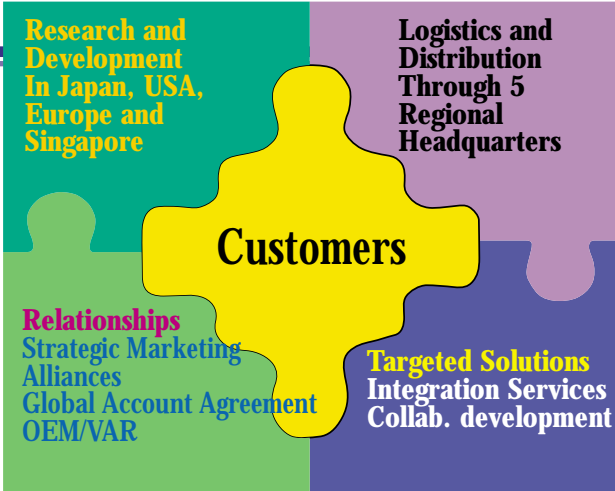 Research and
Development
In Japan, USA,
Europe and
Singapore
Logistics and
Distribution
Through 5
Regional
Headquarters
Customers
Relationships
Strategic Marketing
Alliances
Global Account Agreement
OEM/VAR
Targeted Solutions
Integration Services
Collab. development